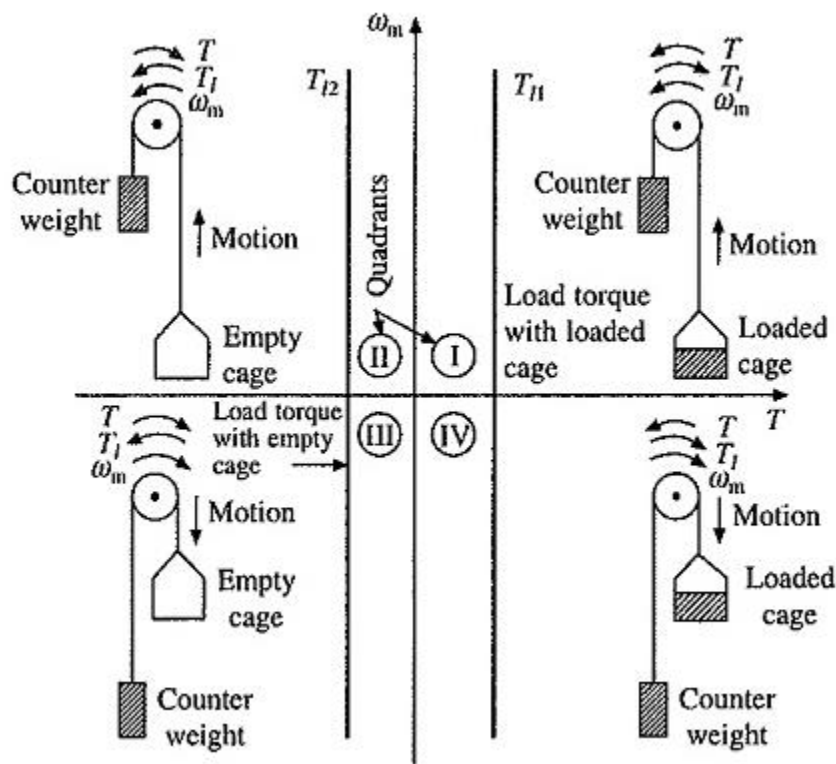 T
T_l
ω_m
Counter
weight
Motion
Empty
cage
T_l2
ω_m
Quadrants
II
I
T_l1
Load torque
with loaded
cage
T
T_l
ω_m
Counter
weight
Motion
Loaded
cage
T
T
T_l
ω_m
Load torque
with empty
cage
Motion
Empty
cage
Counter
weight
III
IV
T
T_l
ω_m
Motion
Loaded
cage
Counter
weight